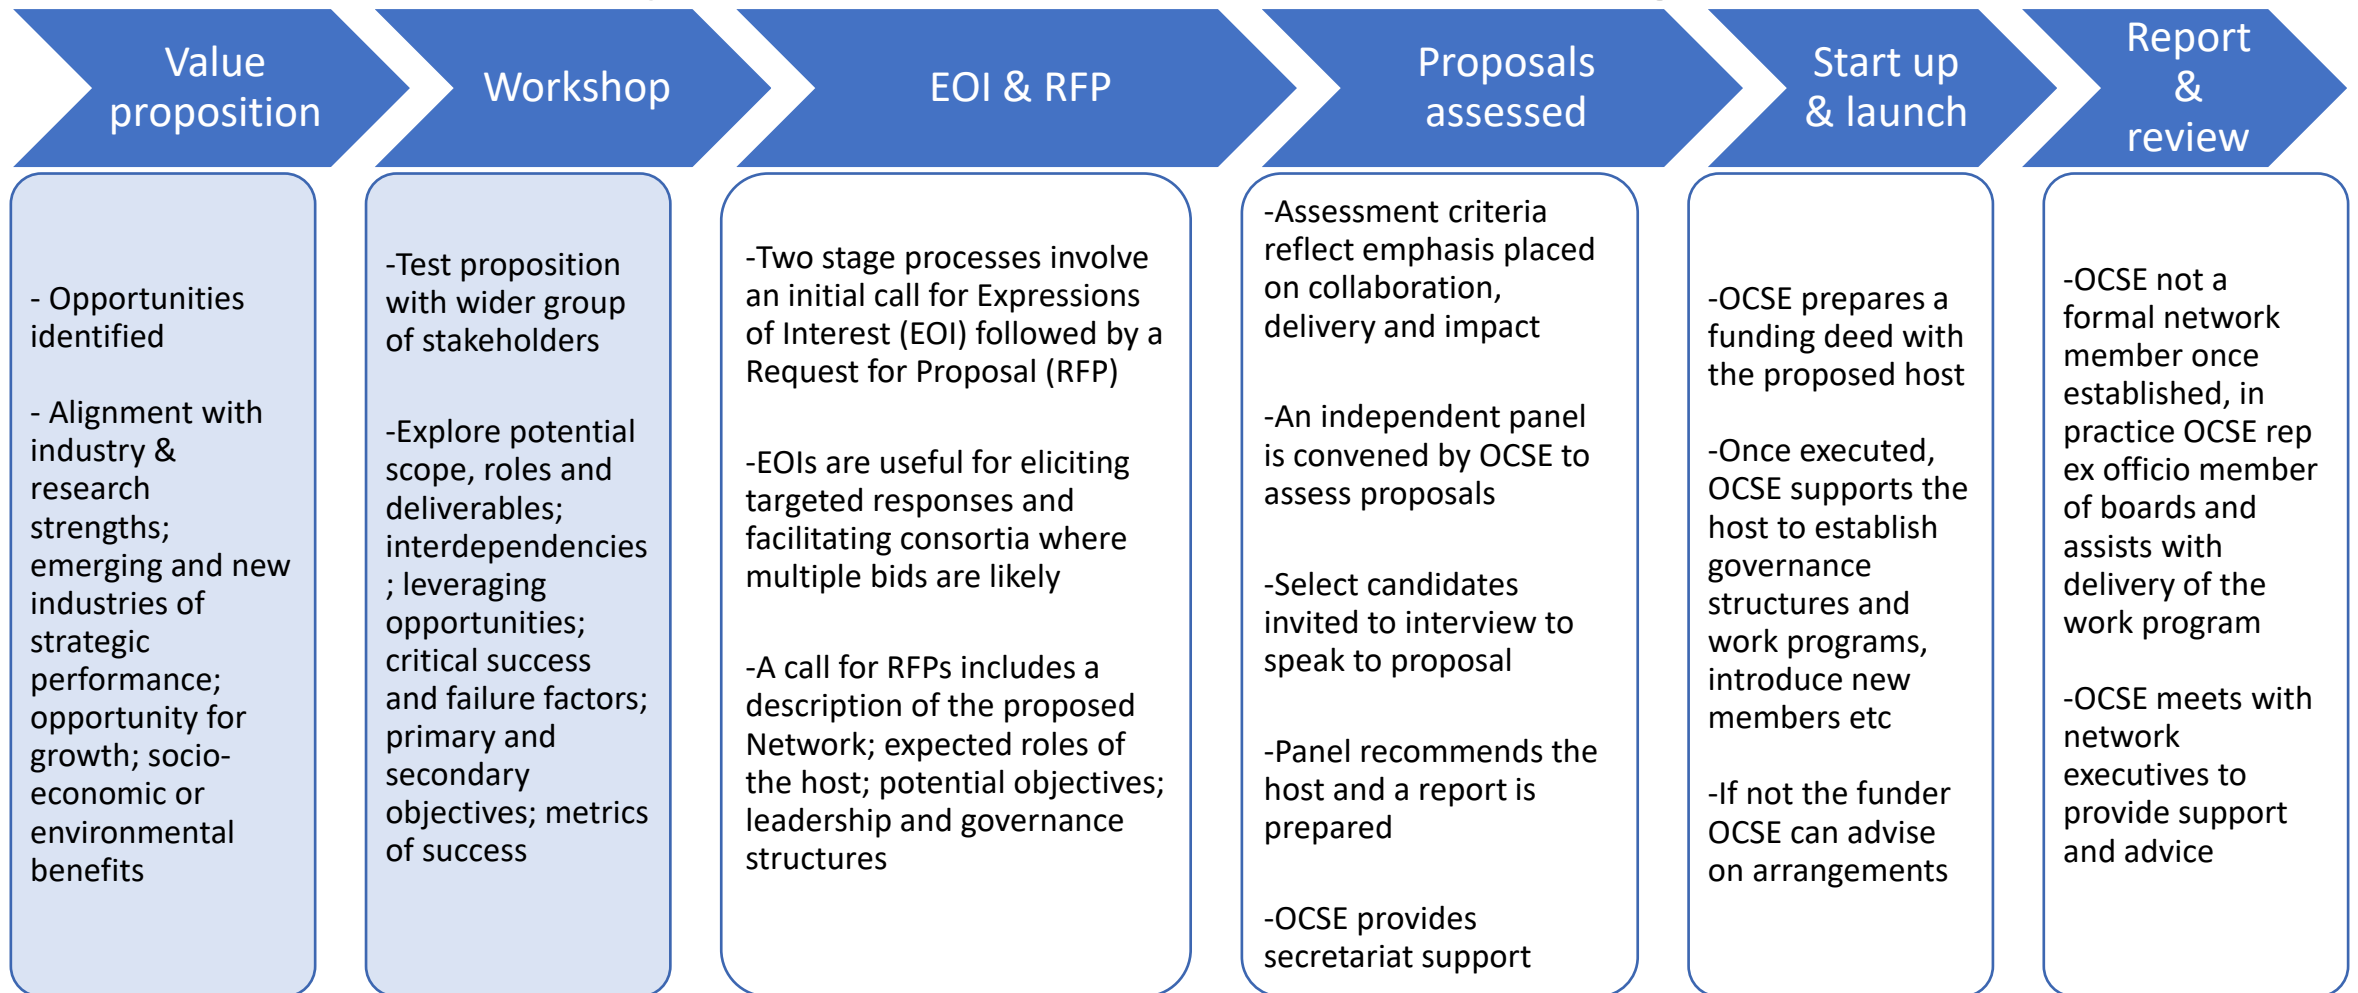 Value
proposition
Workshop
EOI & RFP
Proposals
assessed
Start up
& launch
Report
&
review
- Opportunities
identified
- Alignment with
industry &
research
strengths;
emerging and new
industries of
strategic
performance;
opportunity for
growth; socio-
economic or
environmental
benefits
-Test proposition
with wider group
of stakeholders
-Explore potential
scope, roles and
deliverables;
interdependencies
; leveraging
opportunities;
critical success
and failure factors;
primary and
secondary
objectives; metrics
of success
-Two stage processes involve
an initial call for Expressions
of Interest (EOI) followed by a
Request for Proposal (RFP)
-EOIs are useful for eliciting
targeted responses and
facilitating consortia where
multiple bids are likely
-A call for RFPs includes a
description of the proposed
Network; expected roles of
the host; potential objectives;
leadership and governance
structures
-Assessment criteria
reflect emphasis placed
on collaboration,
delivery and impact
-An independent panel
is convened by OCSE to
assess proposals
-Select candidates
invited to interview to
speak to proposal
-Panel recommends the
host and a report is
prepared
-OCSE provides
secretariat support
-OCSE prepares a
funding deed with
the proposed host
-Once executed,
OCSE supports the
host to establish
governance
structures and
work programs,
introduce new
members etc
-If not the funder
OCSE can advise
on arrangements
-OCSE not a
formal network
member once
established, in
practice OCSE rep
ex officio member
of boards and
assists with
delivery of the
work program
-OCSE meets with
network
executives to
provide support
and advice